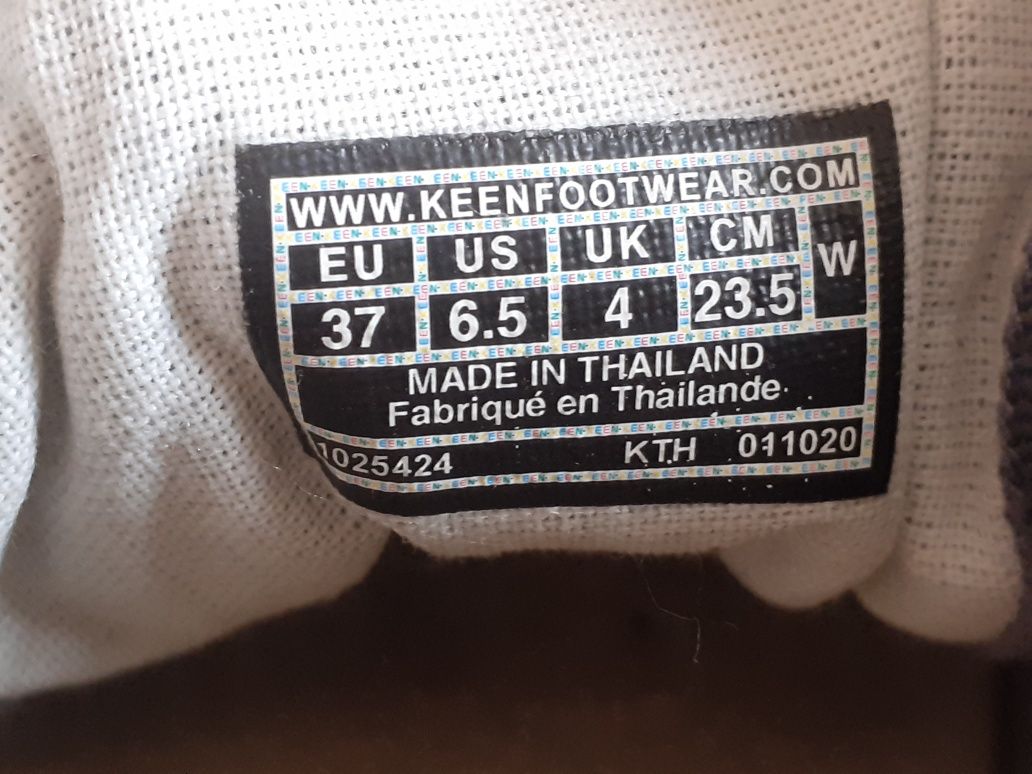 WWW.KEENFOOTWEAR.COM
EU US UK CM W
37 6.5 4 23.5
MADE IN THAILAND
Fabriqué en Thailande
1025424 KTH 011020